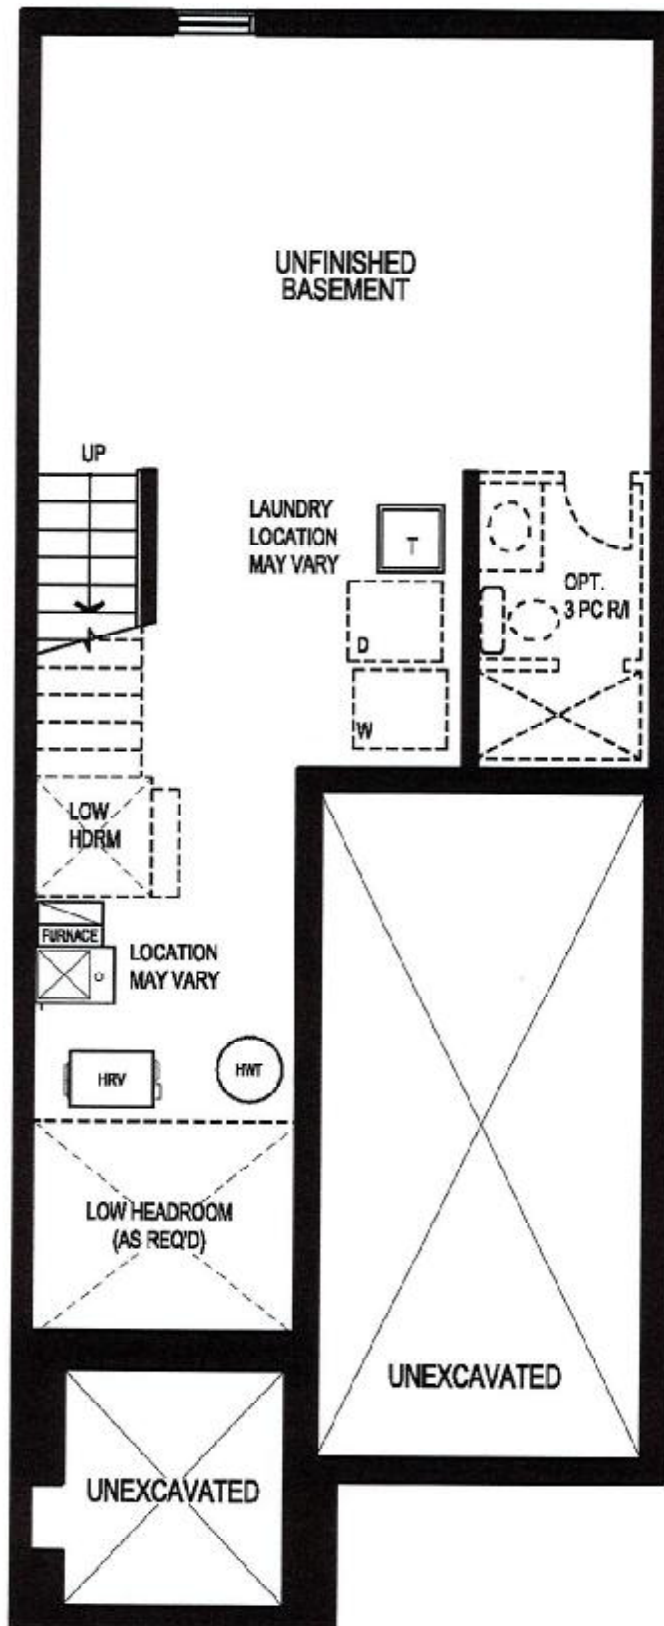 UNFINISHED
BASEMENT
UP
LAUNDRY
LOCATION
MAY VARY
T
OPT.
3 PC R/I
D
W
LOW
HDRM
FURNACE
LOCATION
MAY VARY
HRV
HWT
LOW HEADROOM
(AS REQ'D)
UNEXCAVATED
UNEXCAVATED